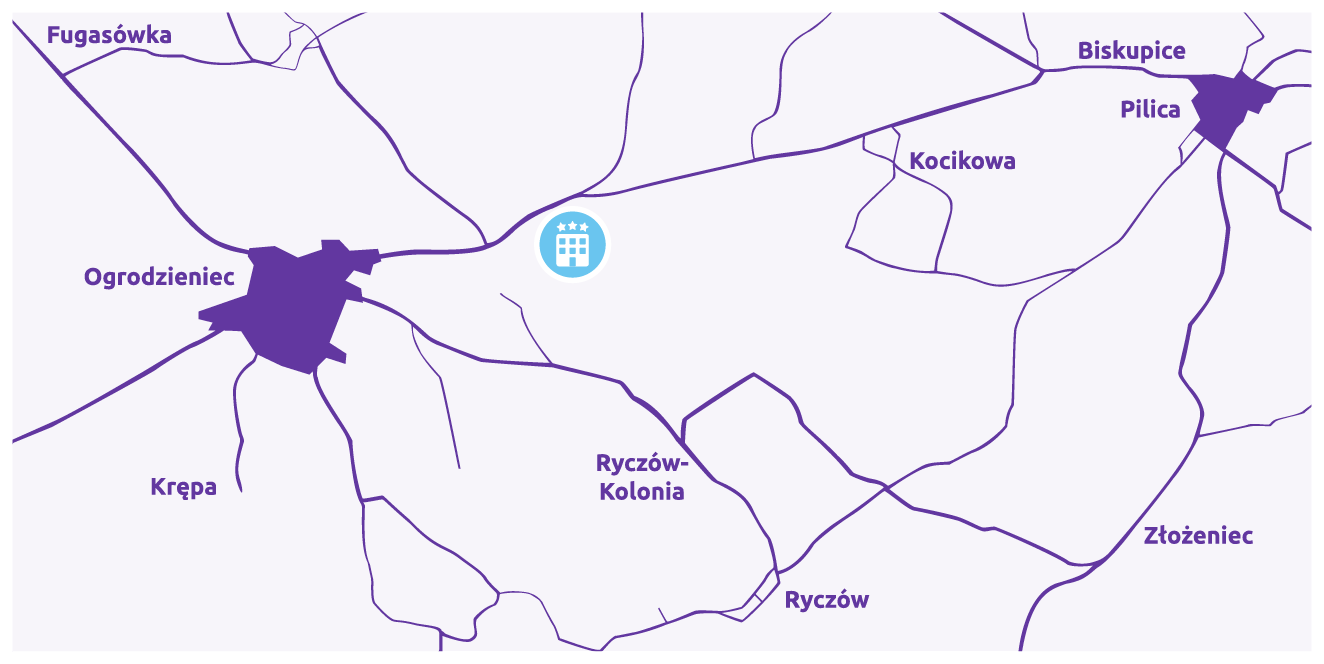 Fugasówka
Biskupice
Pilica
Kocikowa
Ogrodzieniec
Ryczów-
Kolonia
Krępa
Złożeniec
Ryczów